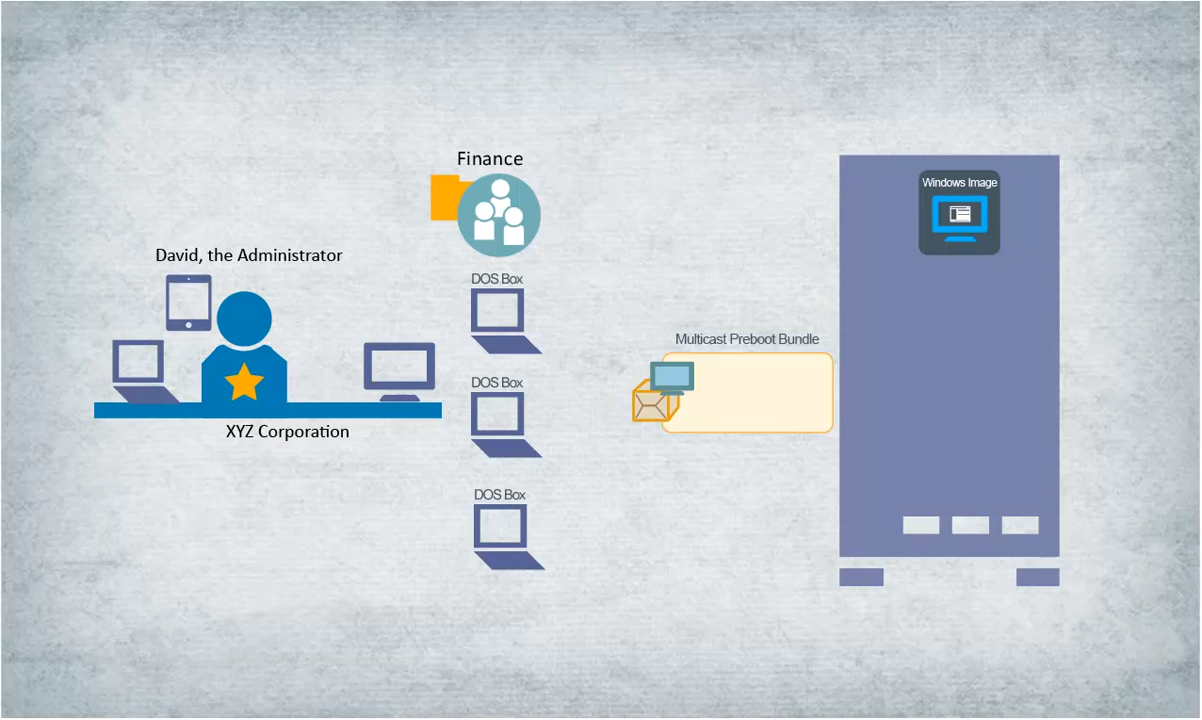 Finance
Windows Image
David, the Administrator
DOS Box
Multicast Preboot Bundle
DOS Box
XYZ Corporation
DOS Box